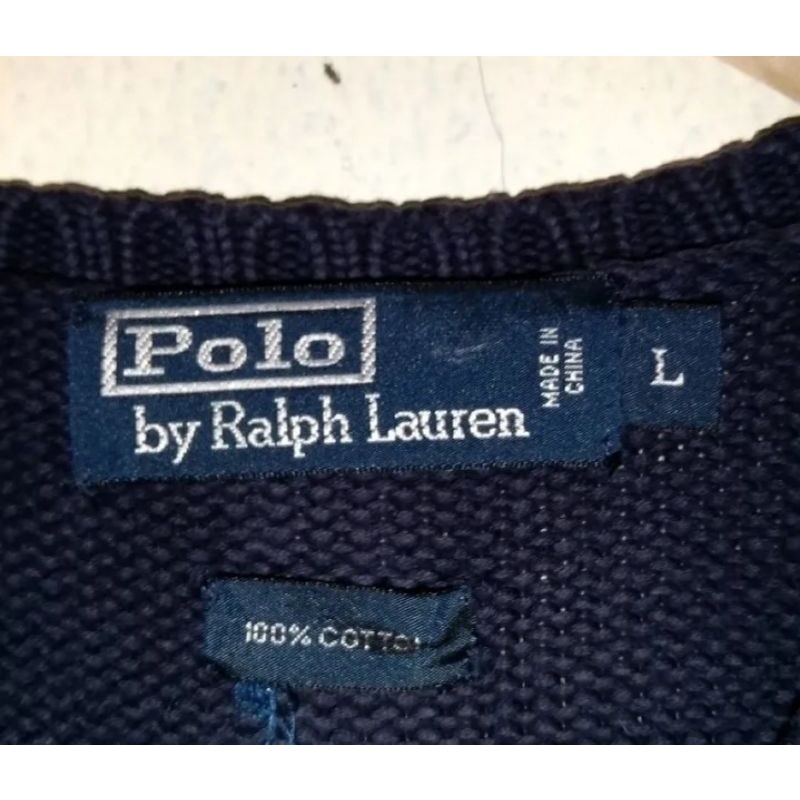 Polo
by Ralph Lauren
MADE IN
CHINA
L
100% COTTON